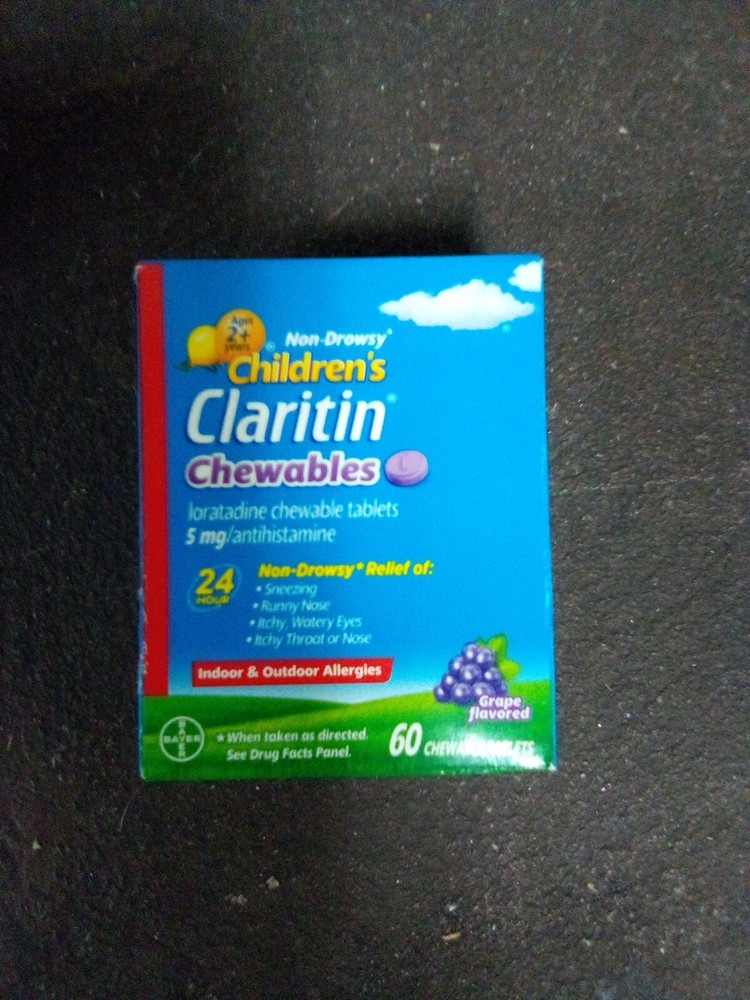 Ages
2+
years
Non-Drowsy*
Children's
Claritin®
Chewables
loratadine chewable tablets
5 mg/antihistamine
24
HOUR
Non-Drowsy* Relief of:
• Sneezing
• Runny Nose
• Itchy, Watery Eyes
• Itchy Throat or Nose
Indoor & Outdoor Allergies
Grape
flavored
BAYER
BAYER
*When taken as directed.
See Drug Facts Panel.
60